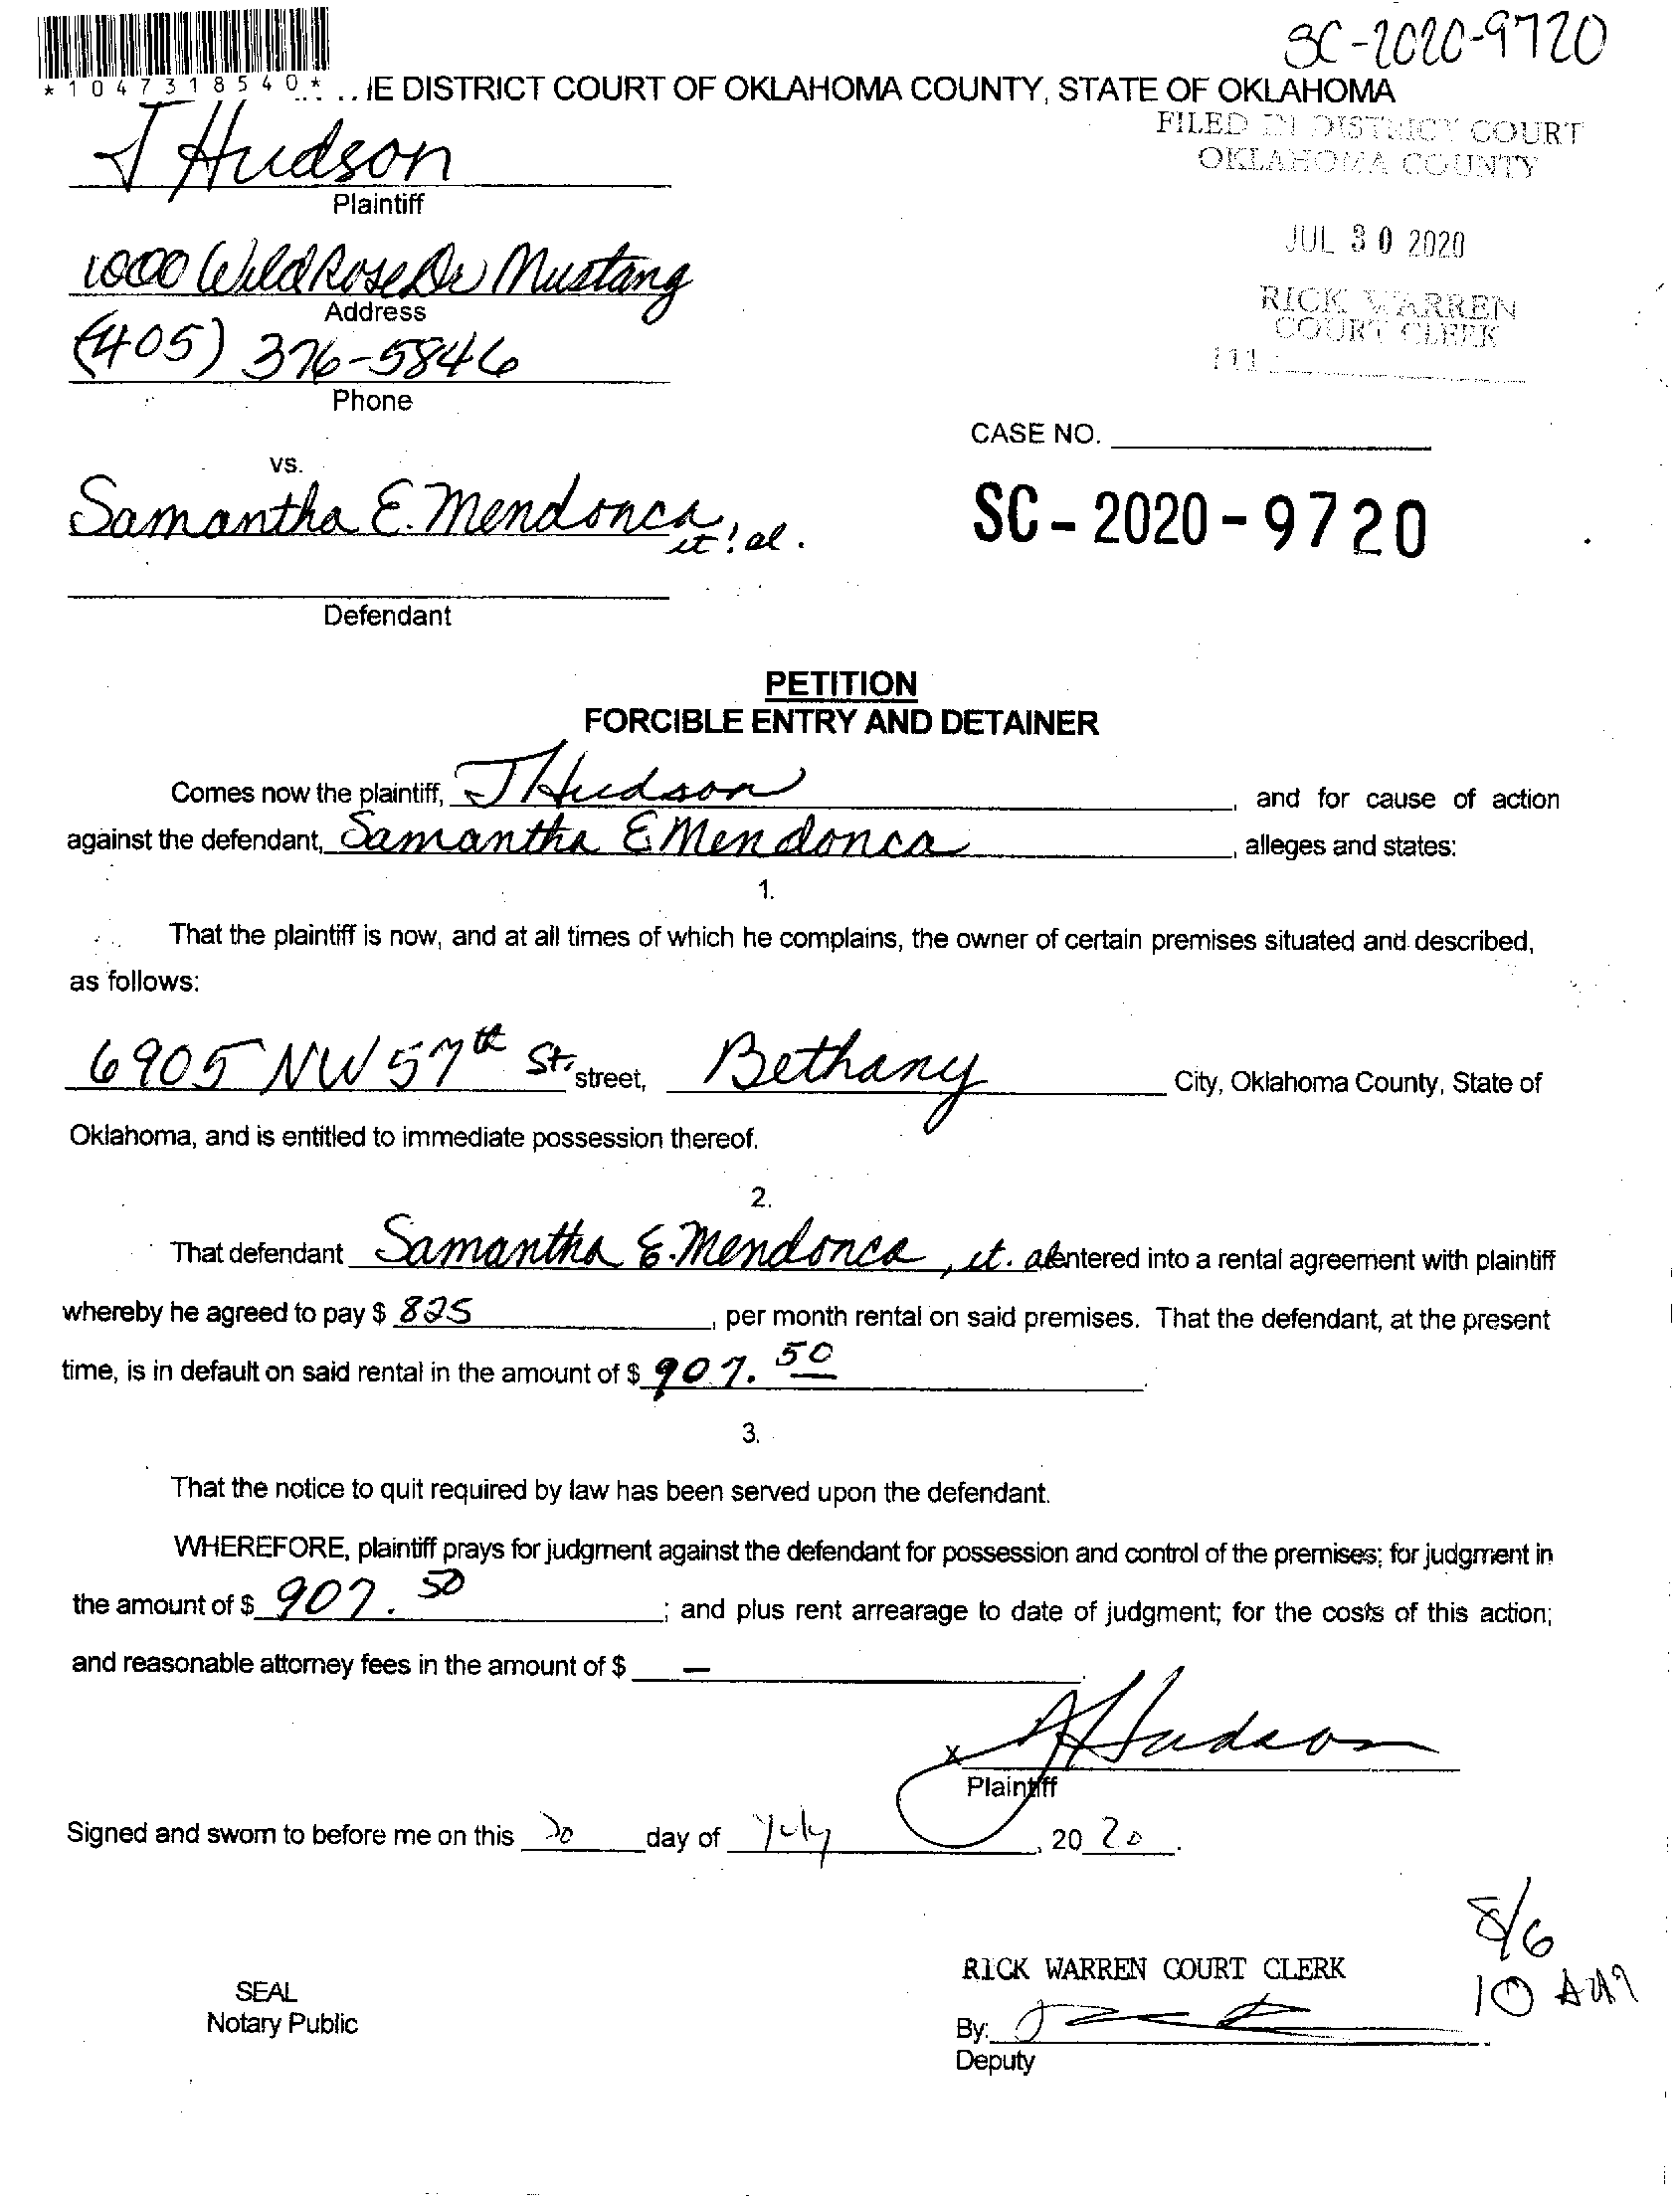 SC-2020-9720
*1047318540*
IE DISTRICT COURT OF OKLAHOMA COUNTY, STATE OF OKLAHOMA
FILED IN DISTRICT COURT
OKLAHOMA COUNTY
J Hudson
Plaintiff
JUL 30 2020
1000 Wild Rose Dr Mustang
Address
RICK WARREN
COURT CLERK
(405) 376-5846
111
Phone
CASE NO.
vs.
Samantha E. Mendonca, et al.
SC-2020-9720
Defendant
PETITION
FORCIBLE ENTRY AND DETAINER
Comes now the plaintiff, J Hudson, and for cause of action
against the defendant, Samantha E Mendonca, alleges and states:
1.
That the plaintiff is now, and at all times of which he complains, the owner of certain premises situated and described,
as follows:
6905 NW 57th St. street, Bethany City, Oklahoma County, State of
Oklahoma, and is entitled to immediate possession thereof.
2.
That defendant Samantha E. Mendonca, et. al entered into a rental agreement with plaintiff
whereby he agreed to pay $ 825, per month rental on said premises. That the defendant, at the present
time, is in default on said rental in the amount of $ 907.50
3.
That the notice to quit required by law has been served upon the defendant.
WHEREFORE, plaintiff prays for judgment against the defendant for possession and control of the premises; for judgment in
the amount of $ 907.50; and plus rent arrearage to date of judgment; for the costs of this action;
and reasonable attorney fees in the amount of $ —
x J Hudson
Plaintiff
Signed and sworn to before me on this 30 day of July, 20 20.
8/6
10 AM
RICK WARREN COURT CLERK
SEAL
Notary Public
By:
Deputy